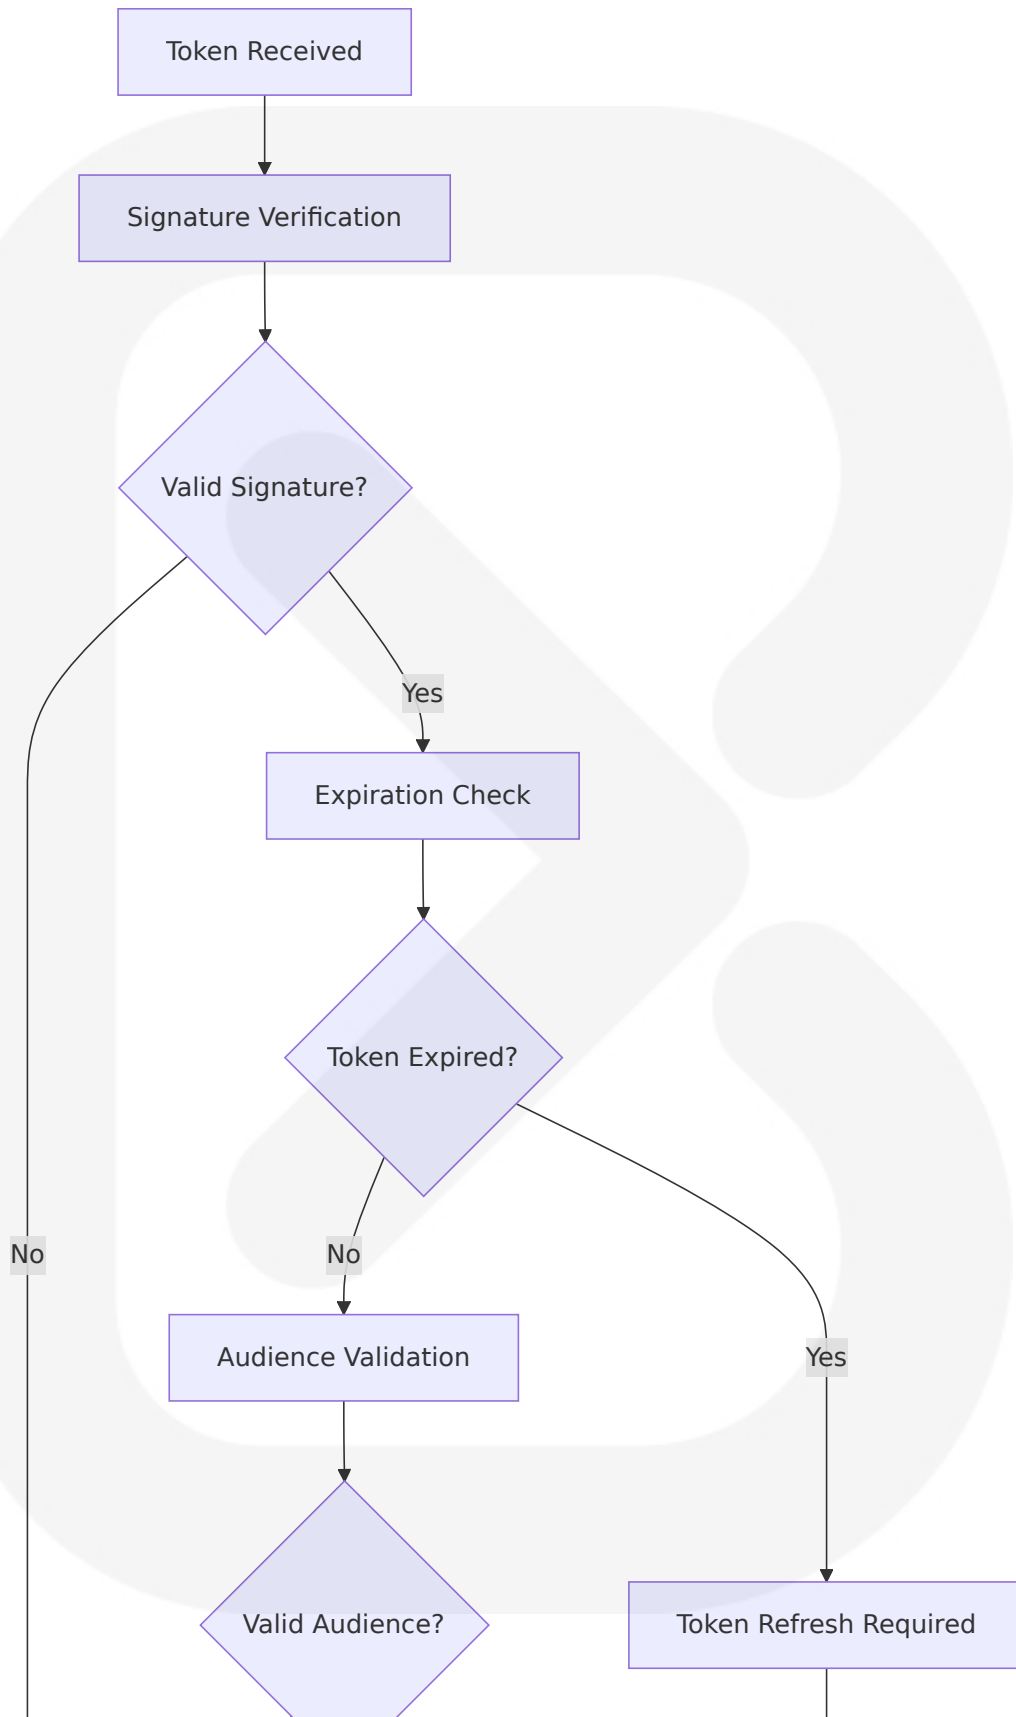 Token Received
Signature Verification
Valid Signature?
Yes
Expiration Check
Token Expired?
No
No
Audience Validation
Yes
Valid Audience?
Token Refresh Required